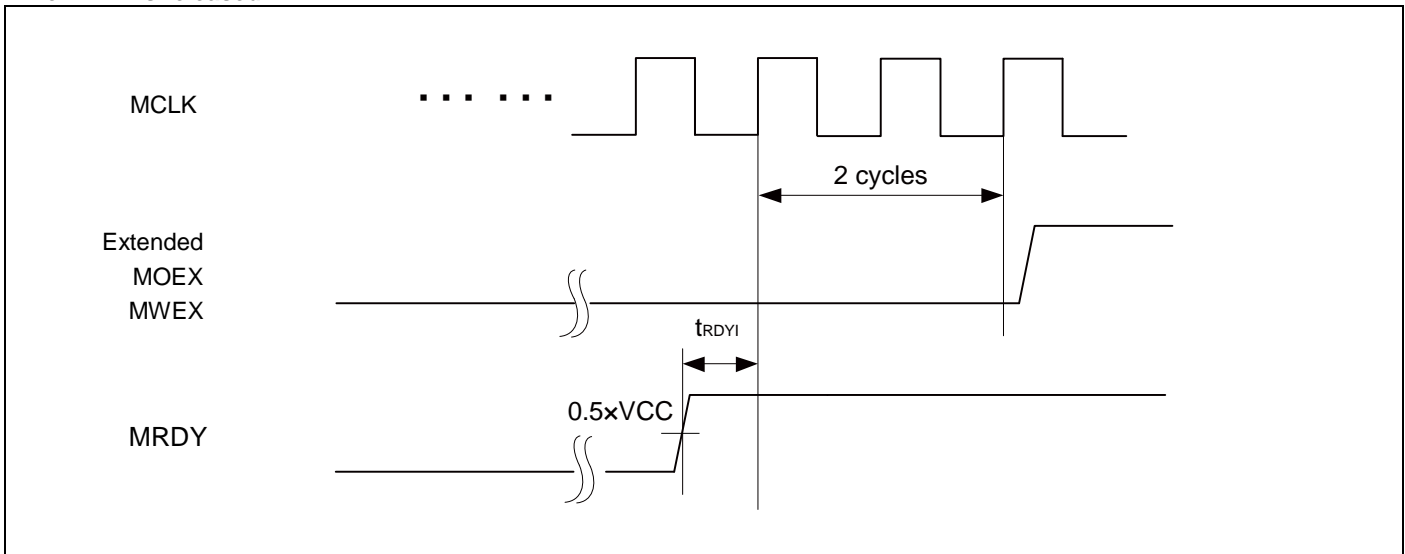 MCLK
2 cycles
Extended
MOEX
MWEX
tRDYI
0.5×VCC
MRDY